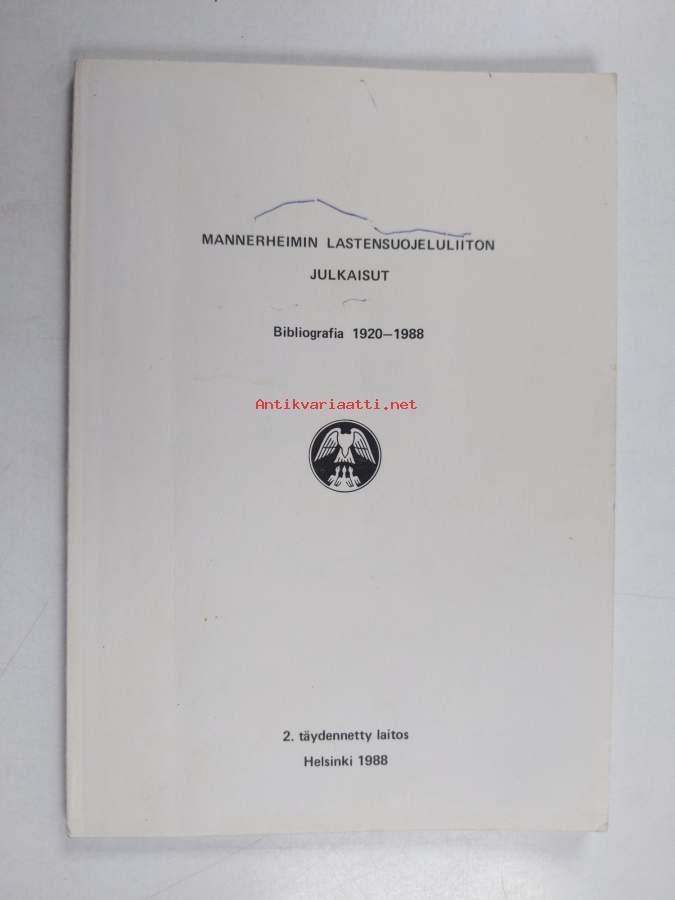 MANNERHEIMIN LASTENSUOJELULIITON
JULKAISUT
Bibliografia 1920–1988
Antikvariaatti.net
2. täydennetty laitos
Helsinki 1988